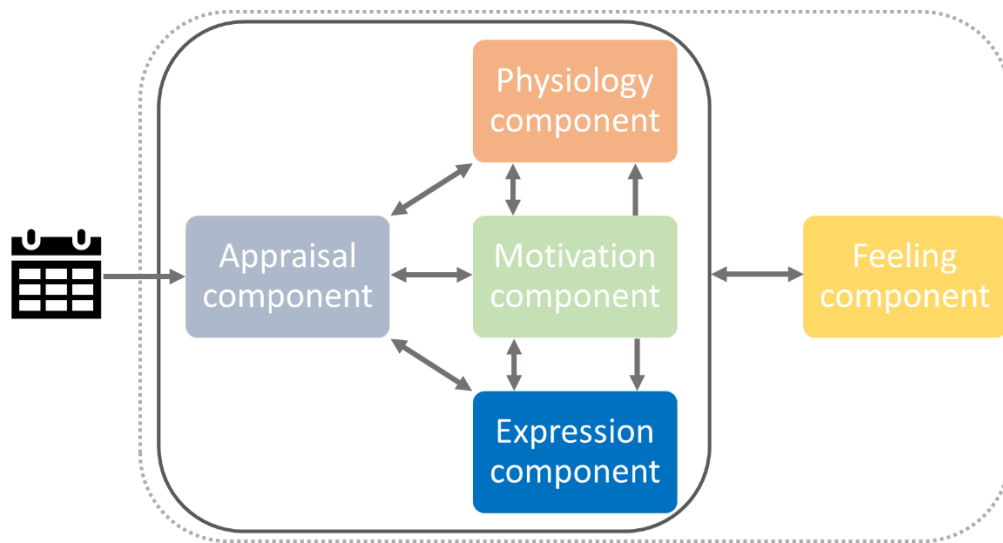 Physiology
component
Appraisal
component
Motivation
component
Feeling
component
Expression
component